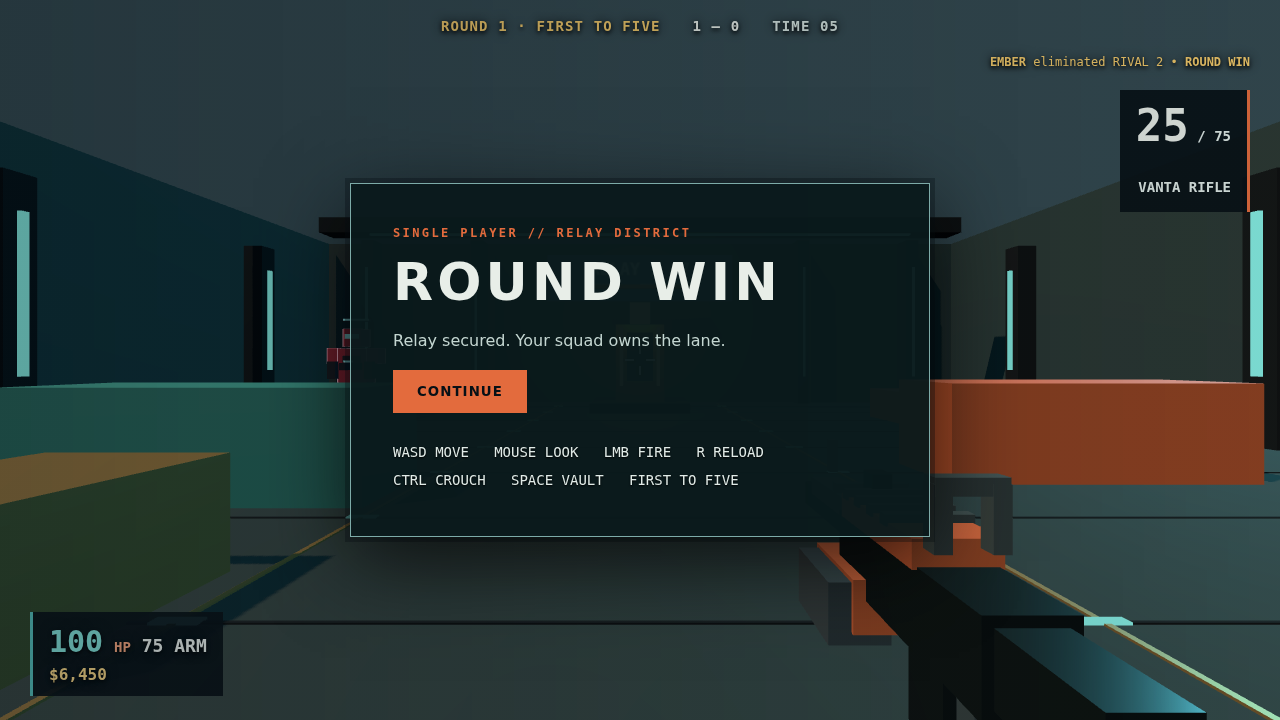 ROUND 1 · FIRST TO FIVE 1 — 0 TIME 05
EMBER eliminated RIVAL 2 • ROUND WIN
25 / 75
VANTA RIFLE
SINGLE PLAYER // RELAY DISTRICT
ROUND WIN
Relay secured. Your squad owns the lane.
CONTINUE
WASD MOVE MOUSE LOOK LMB FIRE R RELOAD
CTRL CROUCH SPACE VAULT FIRST TO FIVE
100 HP 75 ARM
$6,450